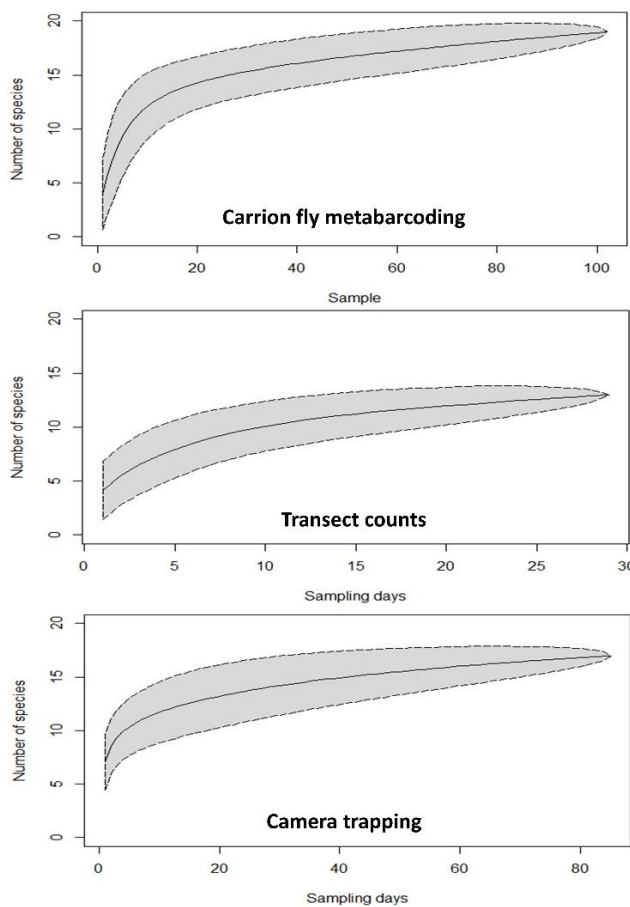 20
15
10
5
0
Number of species
Carrion fly metabarcoding
0 20 40 60 80 100
Sample
20
15
10
5
0
Number of species
Transect counts
0 5 10 15 20 25 30
Sampling days
20
15
10
5
0
Number of species
Camera trapping
0 20 40 60 80
Sampling days